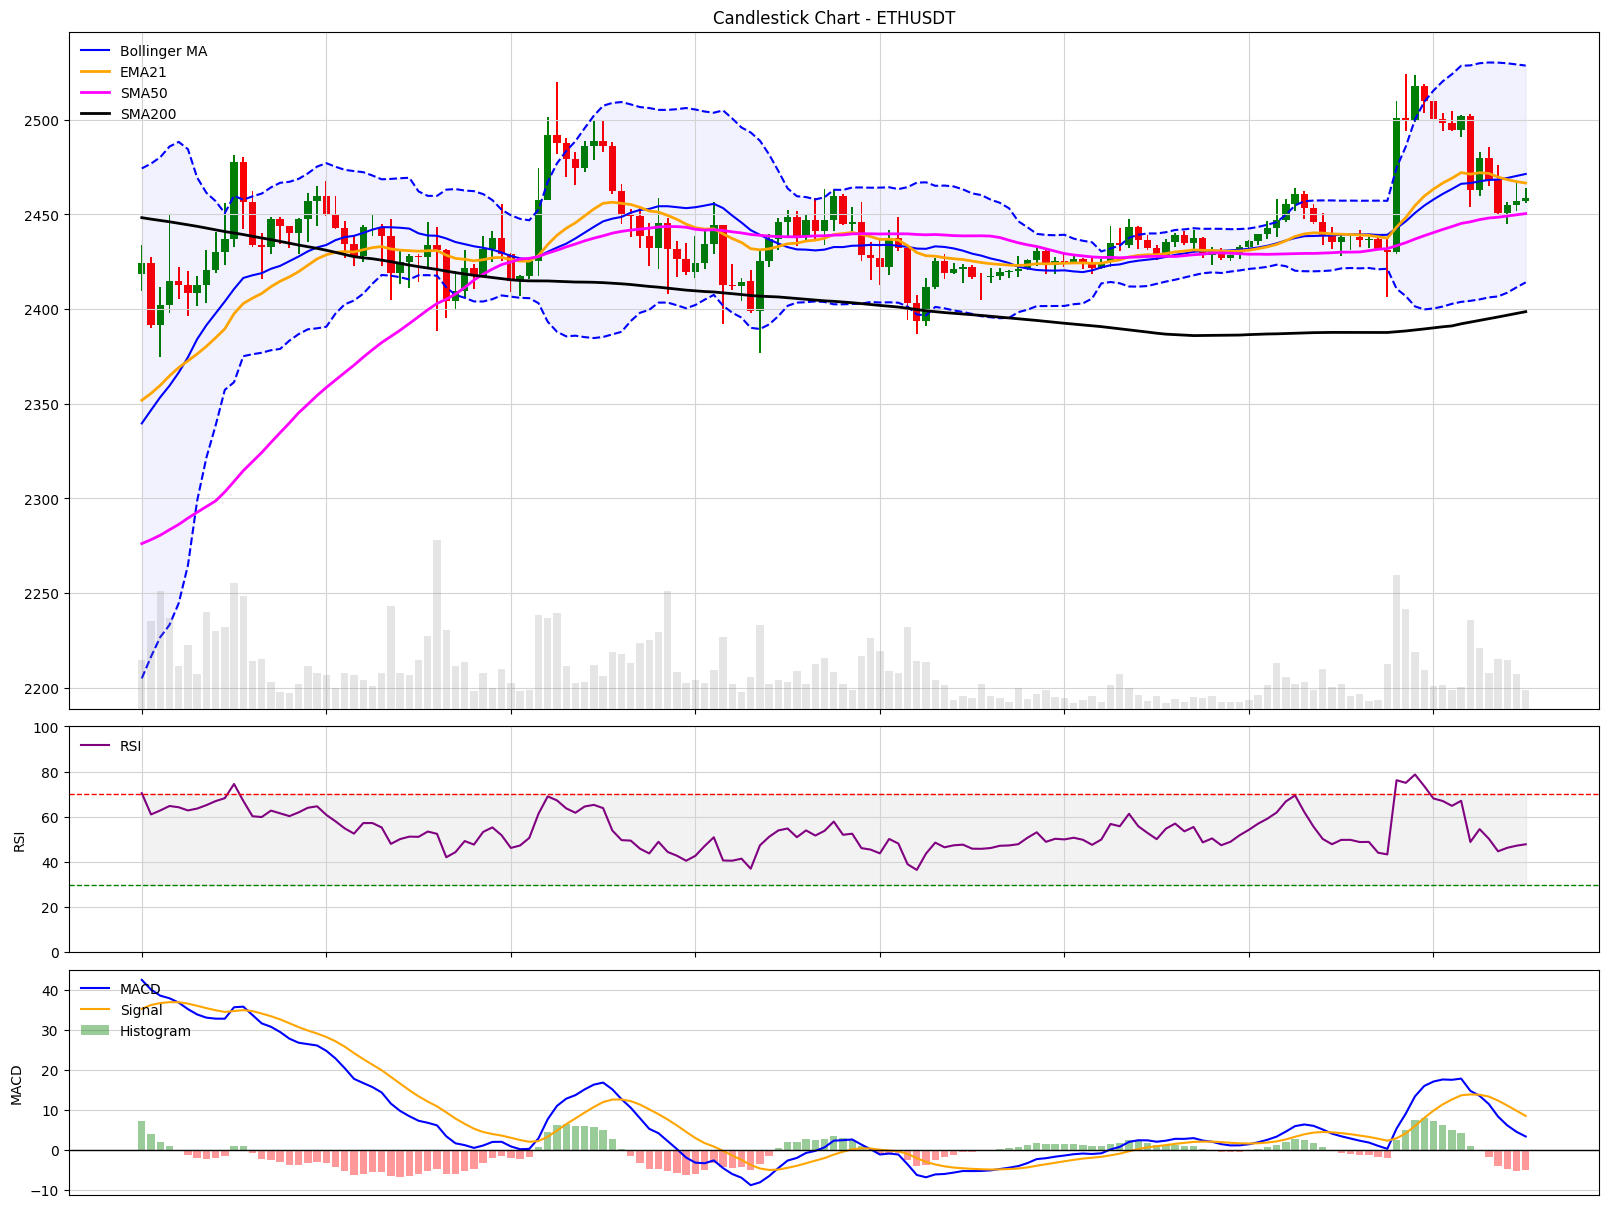 Candlestick Chart - ETHUSDT
Bollinger MA
EMA21
SMA50
SMA200
2500
2450
2400
2350
2300
2250
2200
RSI
100
80
60
40
20
0
RSI
MACD
Signal
Histogram
40
30
20
10
0
−10
MACD